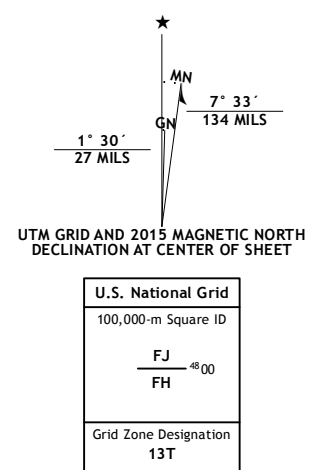 ★
MN
GN
7° 33´
134 MILS
1° 30´
27 MILS
UTM GRID AND 2015 MAGNETIC NORTH
DECLINATION AT CENTER OF SHEET
U.S. National Grid
100,000-m Square ID
FJ
4800
FH
Grid Zone Designation
13T